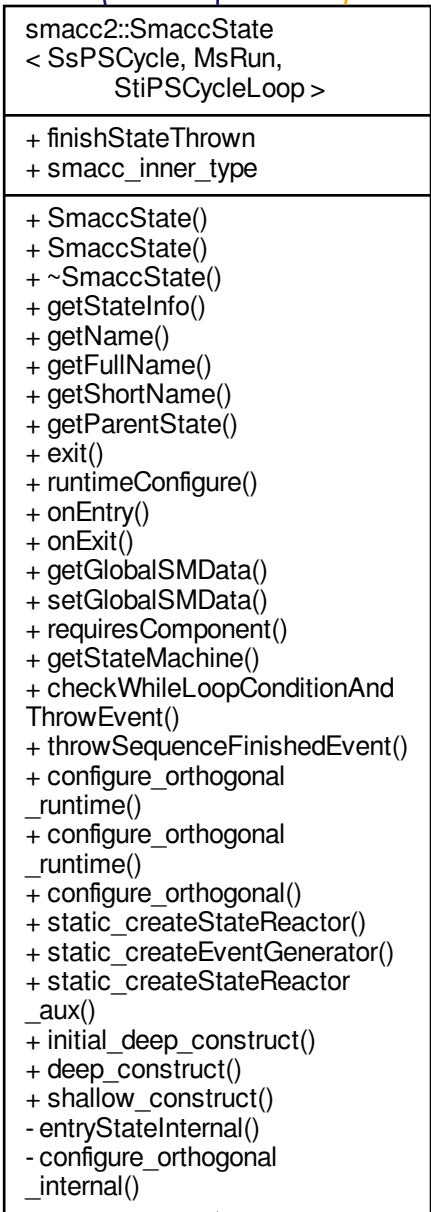 smacc2::SmaccState
< SsPSCycle, MsRun,
StiPSCycleLoop >
+ finishStateThrown
+ smacc_inner_type
+ SmaccState()
+ SmaccState()
+ ~SmaccState()
+ getStateInfo()
+ getName()
+ getFullName()
+ getShortName()
+ getParentState()
+ exit()
+ runtimeConfigure()
+ onEntry()
+ onExit()
+ getGlobalSMData()
+ setGlobalSMData()
+ requiresComponent()
+ getStateMachine()
+ checkWhileLoopConditionAnd
ThrowEvent()
+ throwSequenceFinishedEvent()
+ configure_orthogonal
_runtime()
+ configure_orthogonal
_runtime()
+ configure_orthogonal()
+ static_createStateReactor()
+ static_createEventGenerator()
+ static_createStateReactor
_aux()
+ initial_deep_construct()
+ deep_construct()
+ shallow_construct()
- entryStateInternal()
- configure_orthogonal
_internal()